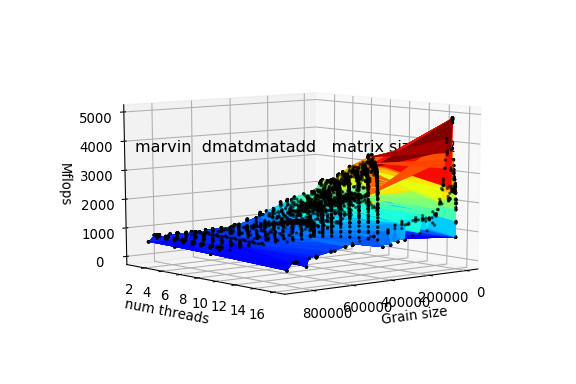 5000
4000
3000
2000
1000
0
Mflops
marvin dmatdmatadd matrix
2 4 6 8 10 12 14 16
num threads
800000 600000 400000 200000 0
Grain size